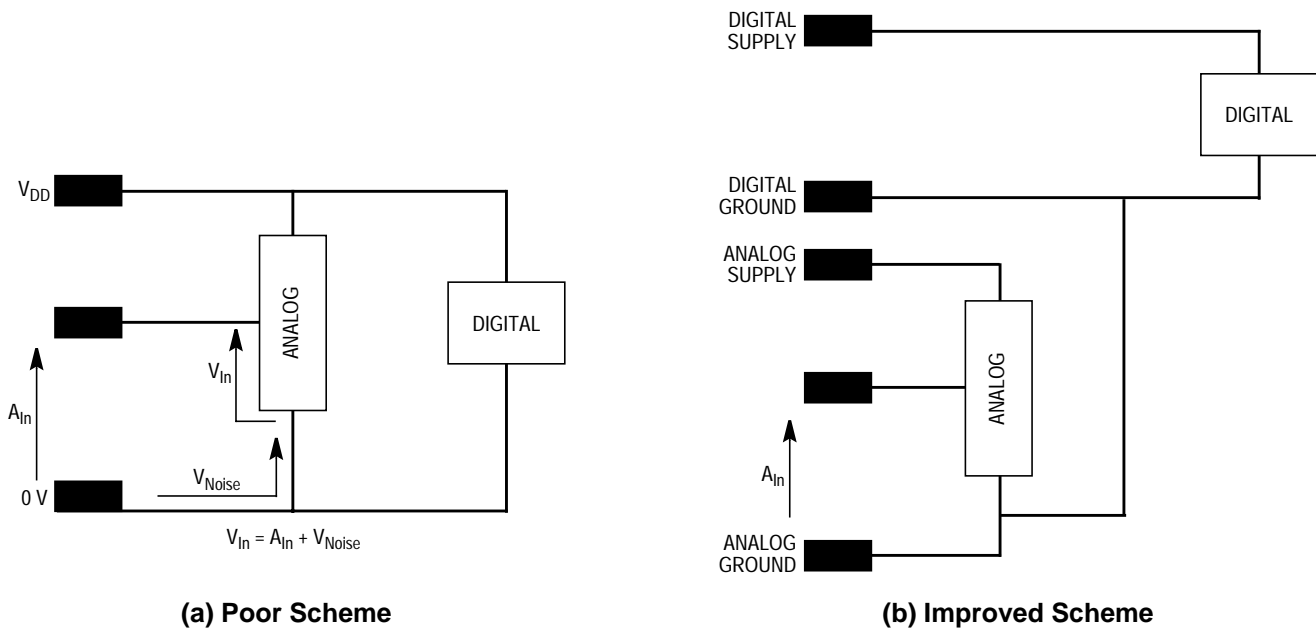 V_DD
ANALOG
DIGITAL
V_In
A_In
V_Noise
0 V
V_In = A_In + V_Noise
(a) Poor Scheme
DIGITAL
SUPPLY
DIGITAL
DIGITAL
GROUND
ANALOG
SUPPLY
ANALOG
A_In
ANALOG
GROUND
(b) Improved Scheme